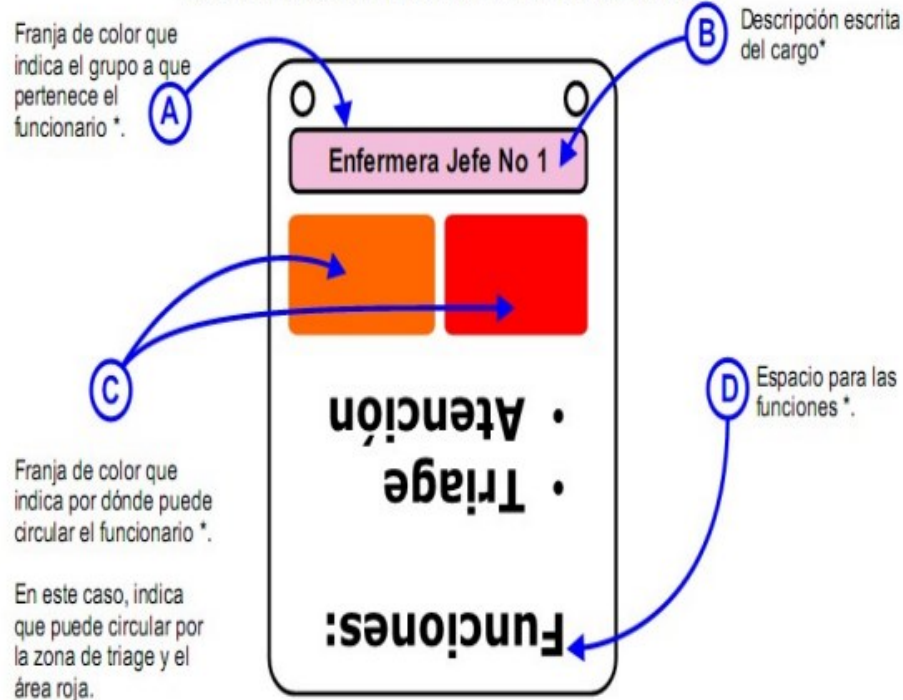 Franja de color que
indica el grupo a que
pertenece el
funcionario *.
A
B
Descripción escrita
del cargo*
Enfermera Jefe No 1
C
Franja de color que
indica por dónde puede
circular el funcionario *.
En este caso, indica
que puede circular por
la zona de triage y el
área roja.
D
Espacio para las
funciones *.
Funciones:
• Triage
• Atención